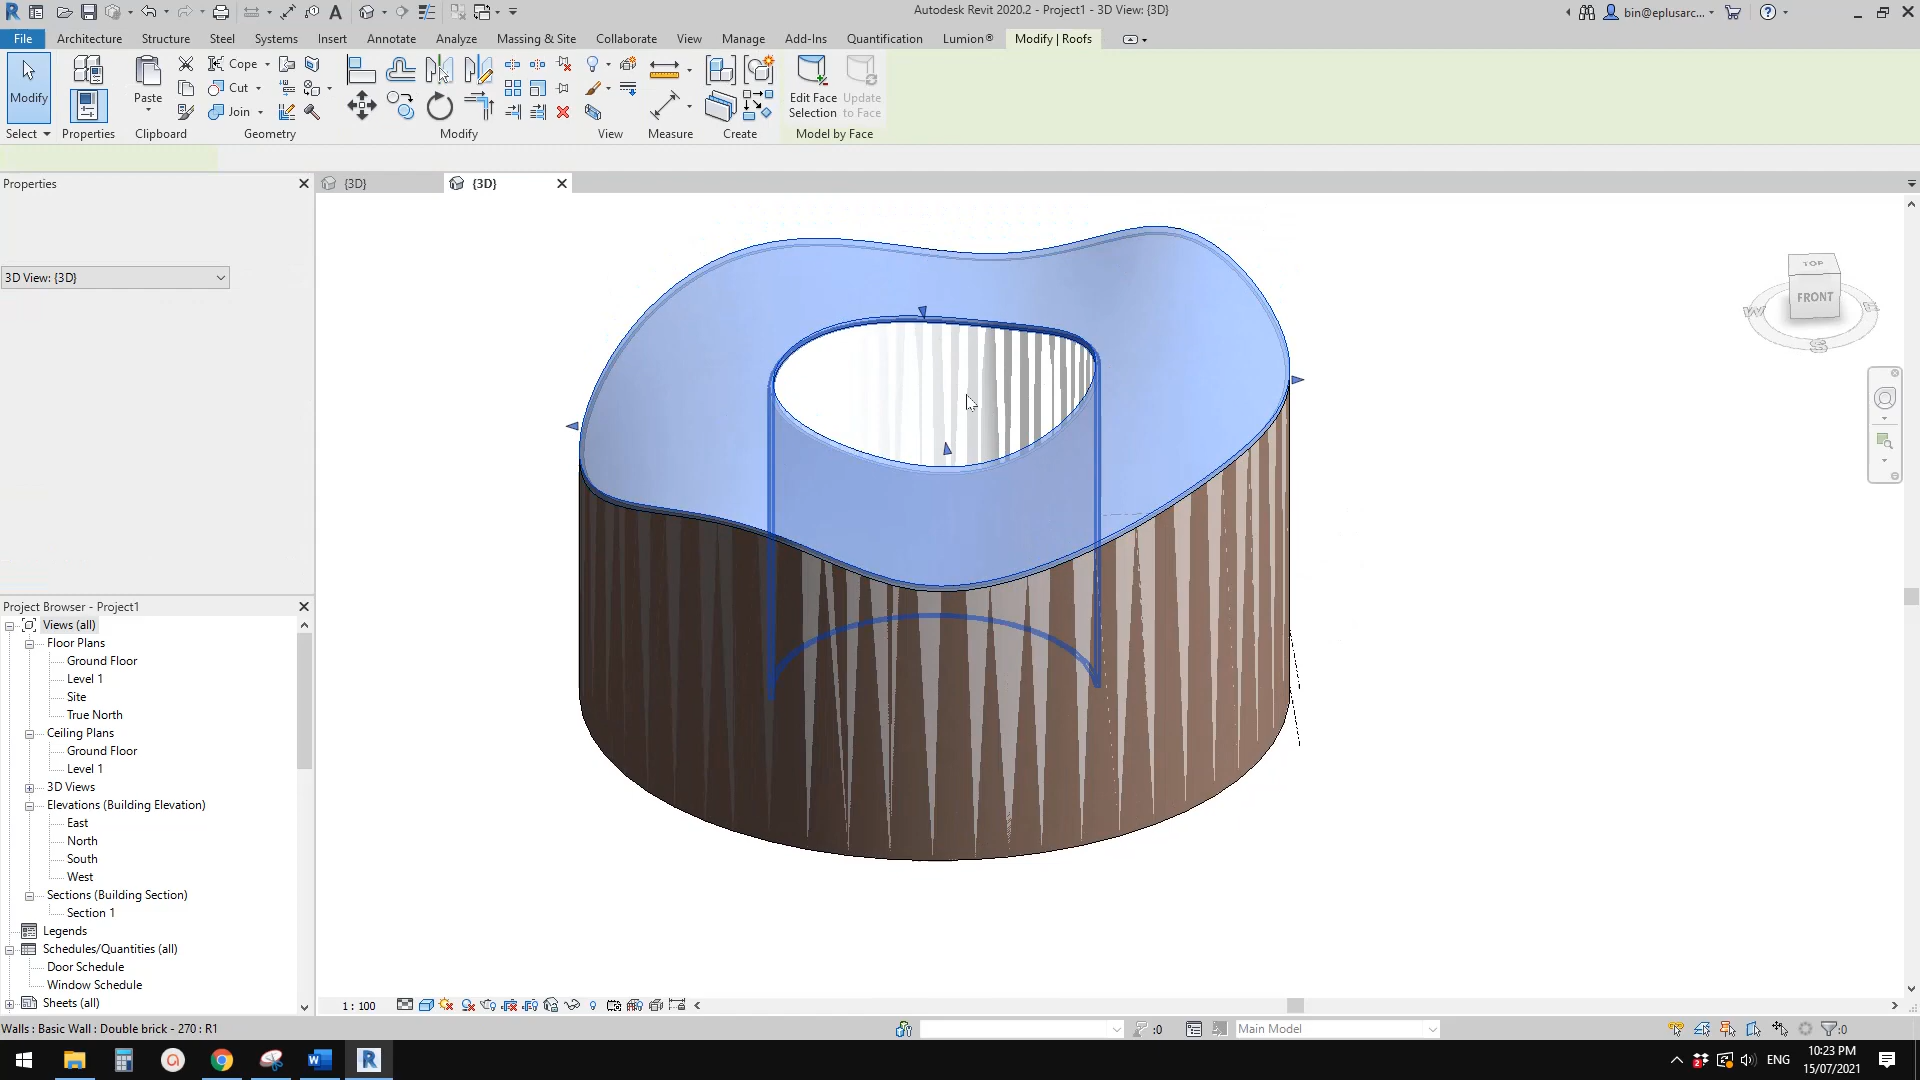 Autodesk Revit 2020.2 - Project1 - 3D View: {3D}
bin@eplusarc...
File Architecture Structure Steel Systems Insert Annotate Analyze Massing & Site Collaborate View Manage Add-Ins Quantification Lumion® Modify | Roofs
Modify
Paste
Cope
Cut
Join
Edit Face Selection
Update to Face
Select Properties Clipboard Geometry Modify View Measure Create Model by Face
Properties
{3D}
{3D}
3D View: {3D}
TOP
FRONT
W
E
S
Project Browser - Project1
Views (all)
Floor Plans
Ground Floor
Level 1
Site
True North
Ceiling Plans
Ground Floor
Level 1
3D Views
Elevations (Building Elevation)
East
North
South
West
Sections (Building Section)
Section 1
Legends
Schedules/Quantities (all)
Door Schedule
Window Schedule
Sheets (all)
1 : 100
Walls : Basic Wall : Double brick - 270 : R1
:0
Main Model
:0
ENG
10:23 PM
15/07/2021